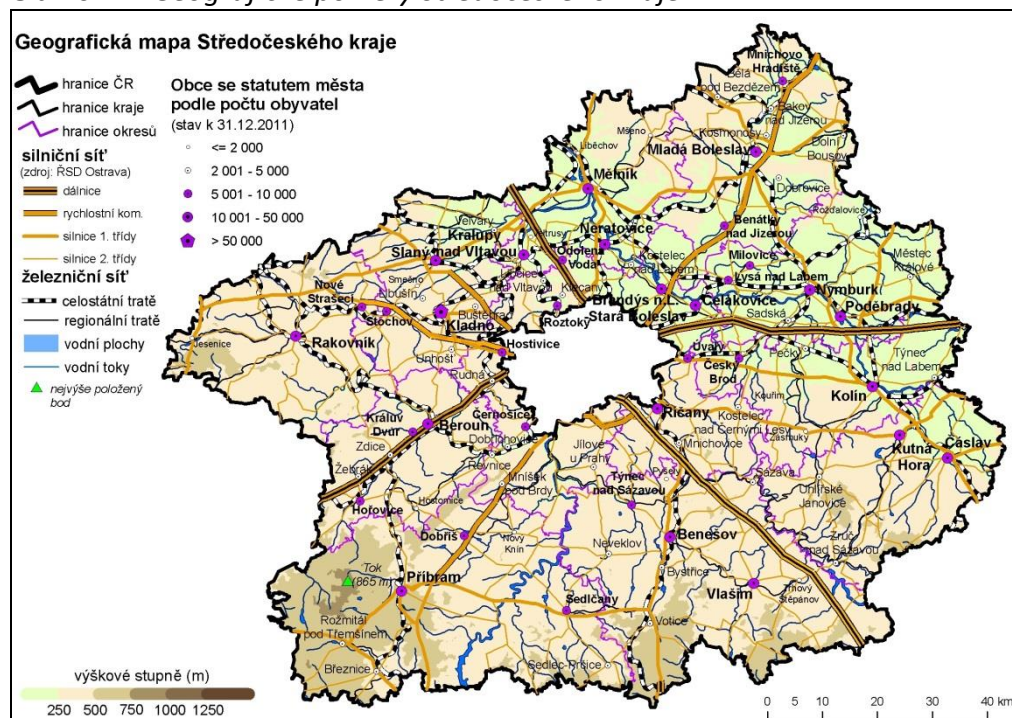 Geografická mapa Středočeského kraje
hranice ČR
hranice kraje
hranice okresů
silniční síť
(zdroj: ŘSD Ostrava)
dálnice
rychlostní kom.
silnice 1. třídy
silnice 2. třídy
železniční síť
celostátní tratě
regionální tratě
vodní plochy
vodní toky
nejvýše položený
bod
Obce se statutem města
podle počtu obyvatel
(stav k 31.12.2011)
<= 2 000
2 001 - 5 000
5 001 - 10 000
10 001 - 50 000
> 50 000
Mnichovo
Hradiště
Bělá
pod Bezdězem
Bakov
nad Jizerou
Mšeno
Kosmonosy
Liběchov
Mladá Boleslav
Dolní
Bousov
Mělník
Dobrovice
Rožďalovice
Velvary
Benátky
nad Jizerou
Kralupy
Neratovice
Slaný nad Vltavou
Odolena
Voda
Kostelec
nad Labem
Milovice
Městec
Králové
Lysá nad Labem
Smečno
Libušín
nad Vltavou
Klecany
Nymburk
Nové
Strašecí
Brandýs n.L.
Stará Boleslav
Čelákovice
Poděbrady
Buštěhrad
Sadská
Stochov
Kladno
Roztoky
Rakovník
Hostivice
Jesenice
Unhošť
Úvaly
Pečky
Týnec
nad Labem
Český
Brod
Rudná
Kolín
Kouřim
Králův
Dvůr
Černošice
Říčany
Kostelec
nad Černými Lesy
Beroun
Dobřichovice
Zásmuky
Kutná
Hora
Čáslav
Jílové
u Prahy
Mnichovice
Zdice
Řevnice
Žebrák
Mníšek
pod Brdy
Týnec
nad Sázavou
Pyšely
Sázava
Uhlířské
Janovice
Hostomice
Hořovice
Dobříš
Nový
Knín
Neveklov
Benešov
Zruč
nad Sázavou
Bystřice
Tok
(865 m)
Příbram
Vlašim
Trhový
Štěpánov
Sedlčany
Rožmitál
pod Třemšínem
Votice
Březnice
Sedlec-Prčice
výškové stupně (m)
250 500 750 1000 1250
0 5 10 20 30 40 km